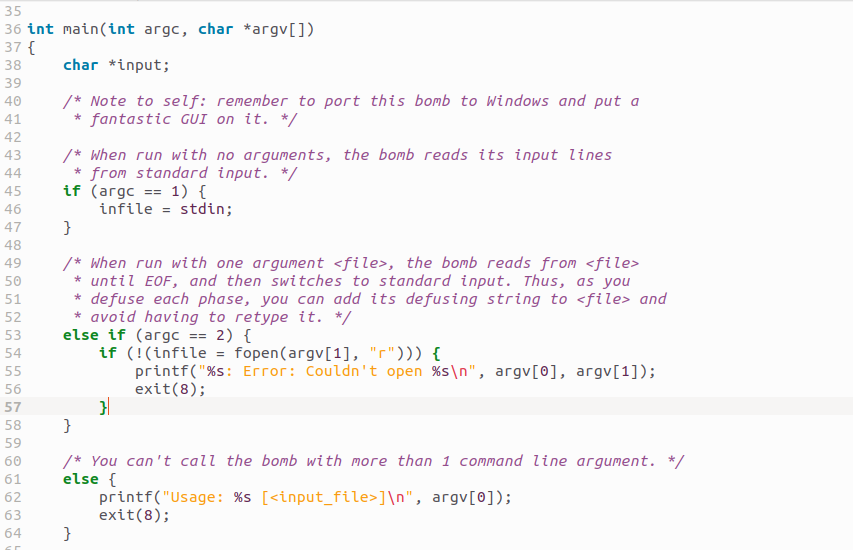 35
36 int main(int argc, char *argv[])
37 {
38     char *input;
39
40     /* Note to self: remember to port this bomb to Windows and put a
41      * fantastic GUI on it. */
42
43     /* When run with no arguments, the bomb reads its input lines
44      * from standard input. */
45     if (argc == 1) {
46         infile = stdin;
47     }
48
49     /* When run with one argument <file>, the bomb reads from <file>
50      * until EOF, and then switches to standard input. Thus, as you
51      * defuse each phase, you can add its defusing string to <file> and
52      * avoid having to retype it. */
53     else if (argc == 2) {
54         if (!(infile = fopen(argv[1], "r"))) {
55             printf("%s: Error: Couldn't open %s\n", argv[0], argv[1]);
56             exit(8);
57         }
58     }
59
60     /* You can't call the bomb with more than 1 command line argument. */
61     else {
62         printf("Usage: %s [<input_file>]\n", argv[0]);
63         exit(8);
64     }